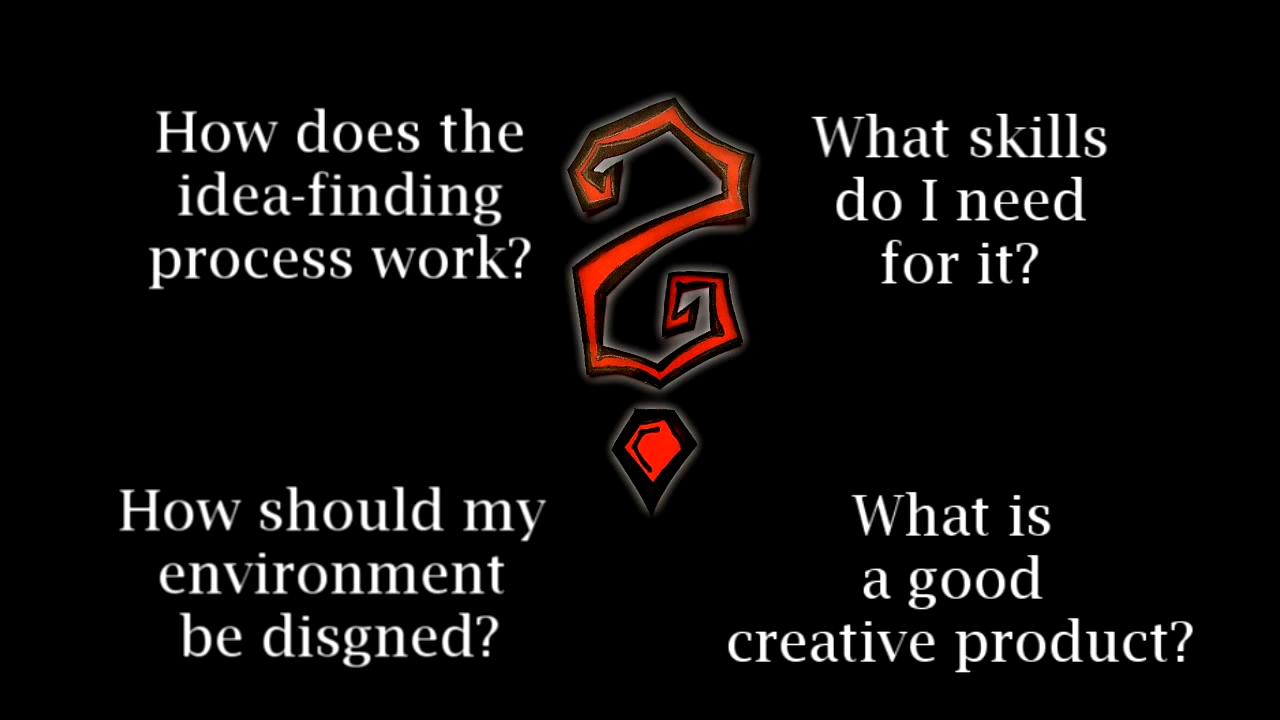 How does the
idea-finding
process work?
What skills
do I need
for it?
How should my
environment
be disgned?
What is
a good
creative product?